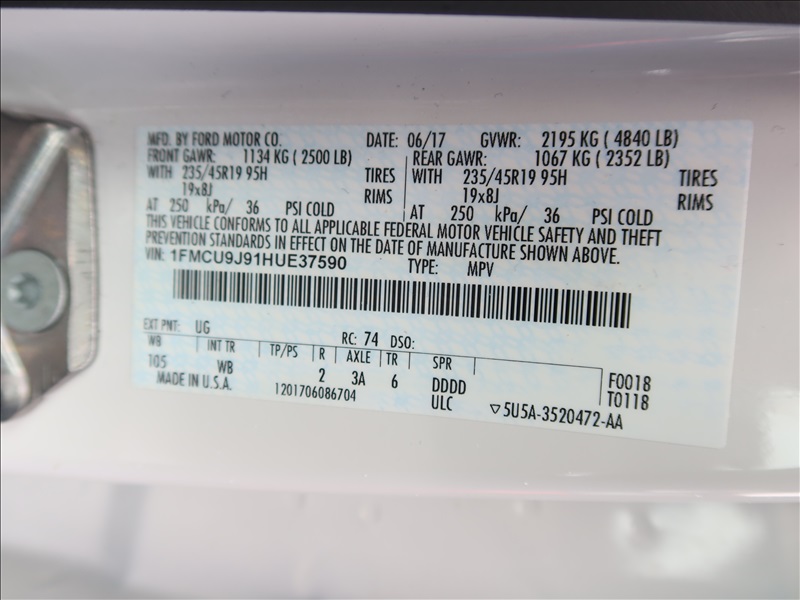 MFD. BY FORD MOTOR CO. DATE: 06/17 GVWR: 2195 KG ( 4840 LB)
FRONT GAWR: 1134 KG ( 2500 LB) REAR GAWR: 1067 KG ( 2352 LB)
WITH 235/45R19 95H TIRES WITH 235/45R19 95H TIRES
19x8J RIMS 19x8J RIMS
AT 250 kPa/ 36 PSI COLD AT 250 kPa/ 36 PSI COLD
THIS VEHICLE CONFORMS TO ALL APPLICABLE FEDERAL MOTOR VEHICLE SAFETY AND THEFT
PREVENTION STANDARDS IN EFFECT ON THE DATE OF MANUFACTURE SHOWN ABOVE.
VIN: 1FMCU9J91HUE37590 TYPE: MPV
EXT PNT: UG RC: 74 DSO:
WB INT TR TP/PS R AXLE TR SPR
105 WB 2 3A 6 DDDD F0018
MADE IN U.S.A. 1201706086704 ULC T0118
▽5U5A-3520472-AA